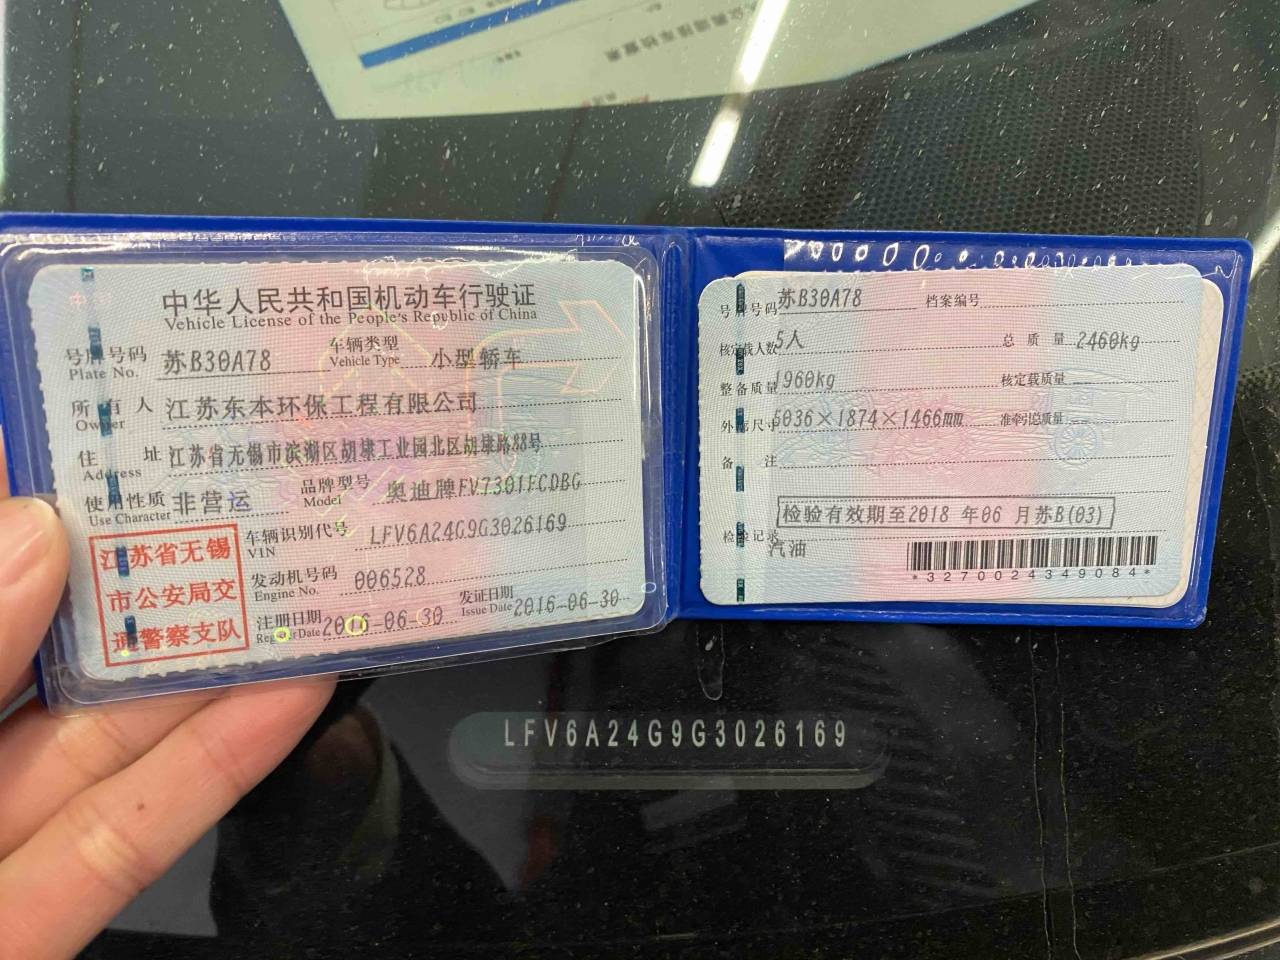 中华人民共和国机动车行驶证
Vehicle License of the People's Republic of China
号牌号码 苏B30A78 车辆类型 小型轿车
Plate No. Vehicle Type
所有人 江苏东本环保工程有限公司
Owner
住址 江苏省无锡市滨湖区胡埭工业园北区胡埭路88号
Address
使用性质 非营运 品牌型号 奥迪牌FV7301FCDBG
Use Character Model
江苏省无锡
市公安局交
通警察支队
车辆识别代号 LFV6A24G9G3026169
VIN
发动机号码 006528
Engine No.
注册日期 2016-06-30 发证日期 2016-06-30
Register Date Issue Date
号牌号码 苏B30A78 档案编号
核定载人数 5人 总质量 2460kg
整备质量 1960kg 核定载质量
外廓尺寸 5036×1874×1466mm 准牵引总质量
备注
检验有效期至2018 年06 月苏B(03)
检验记录
汽油
*3270024349084*
LFV6A24G9G3026169